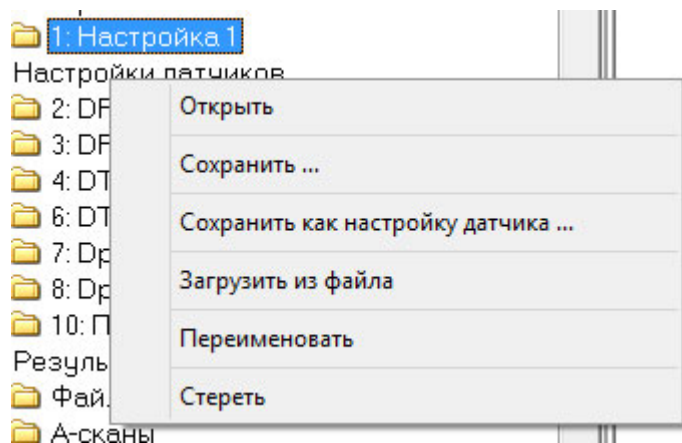 1: Настройка 1
Настройки датчиков
2: DF
Открыть
3: DF
Сохранить ...
4: DT
6: DT
Сохранить как настройку датчика ...
7: Dp
8: Dp
Загрузить из файла
10: П
Переименовать
Резуль
Фай
Стереть
А-сканы